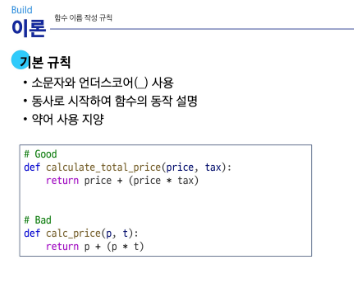 Build
이론
함수 이름 작성 규칙
기본 규칙
• 소문자와 언더스코어(_) 사용
• 동사로 시작하여 함수의 동작 설명
• 약어 사용 지양
# Good
def calculate_total_price(price, tax):
    return price + (price * tax)
# Bad
def calc_price(p, t):
    return p + (p * t)